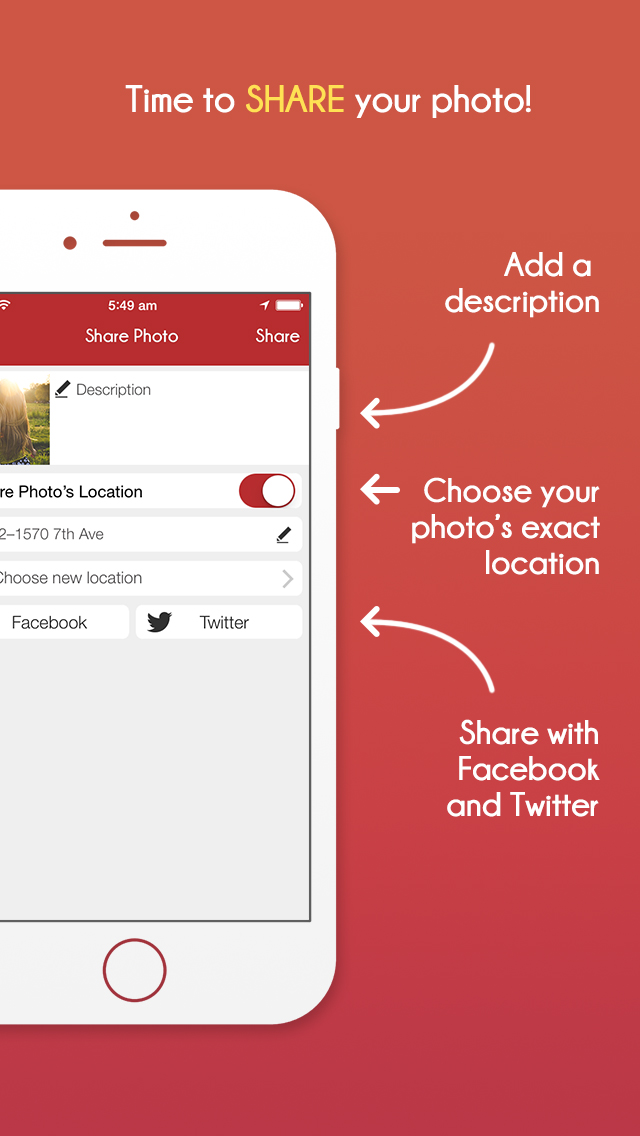 Time to SHARE your photo!
Add a
description
5:49 am
Share Photo
Share
Description
re Photo's Location
Choose your
photo's exact
location
2–1570 7th Ave
Choose new location
Facebook
Twitter
Share with
Facebook
and Twitter